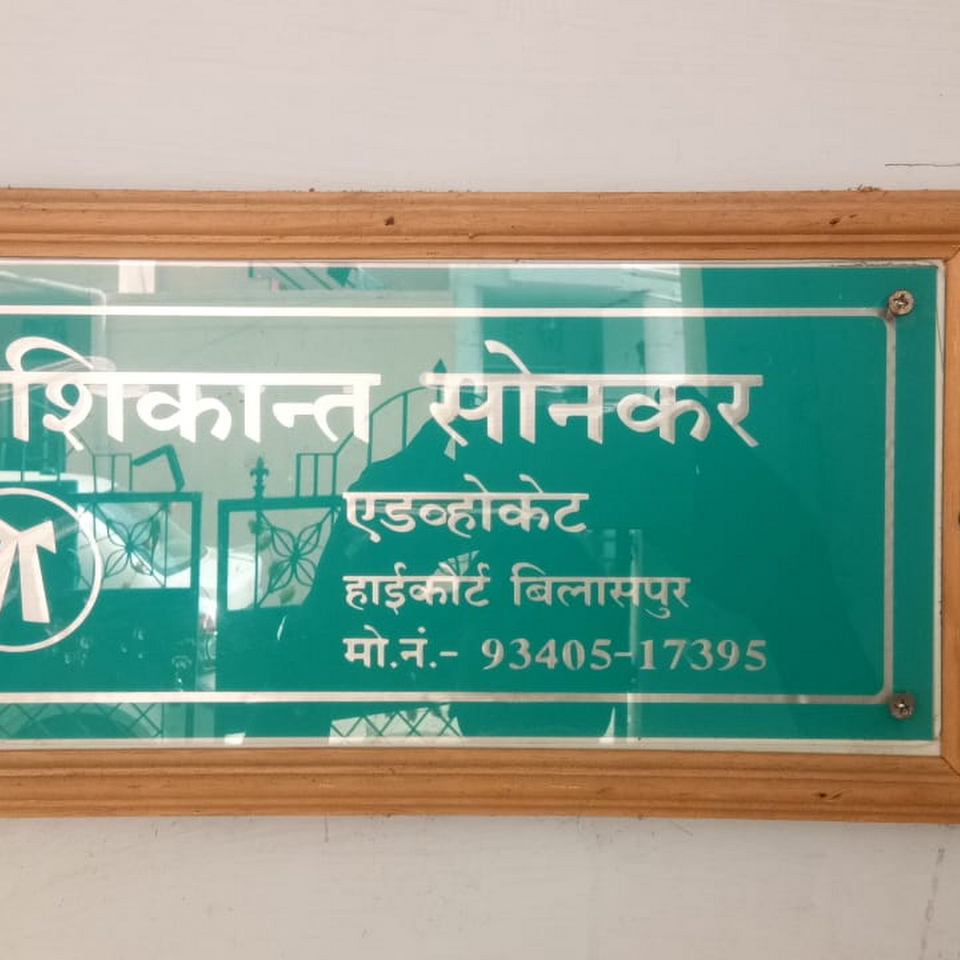 शिकान्त सोनकर
एडव्होकेट
हाईकोर्ट बिलासपुर
मो.नं.- 93405-17395